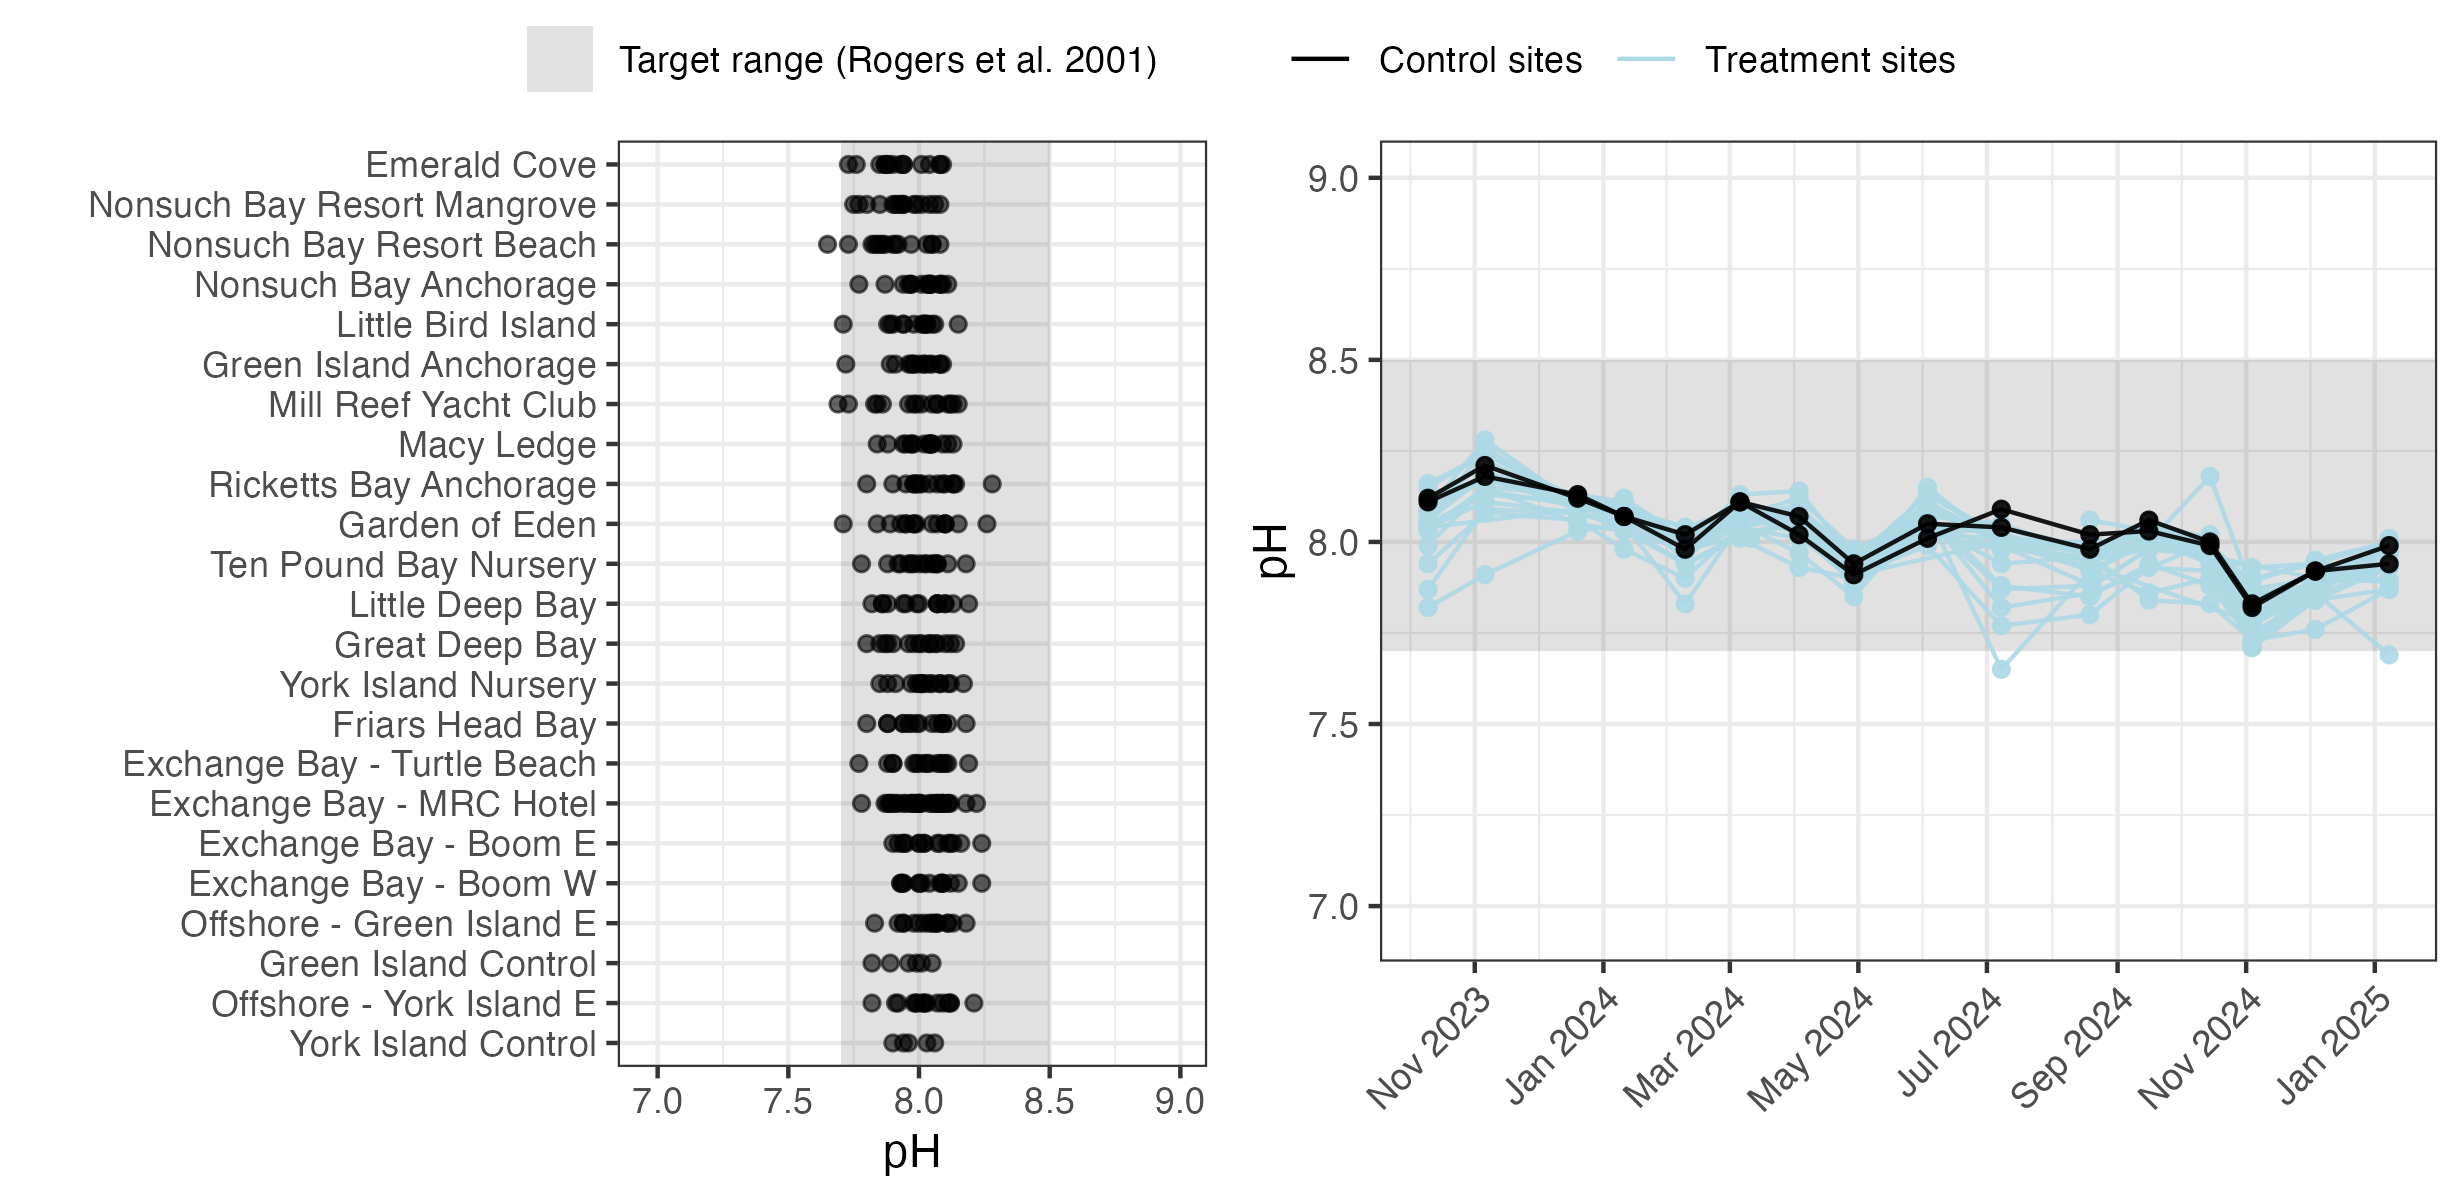 Target range (Rogers et al. 2001)
Control sites
Treatment sites
Emerald Cove
Nonsuch Bay Resort Mangrove
Nonsuch Bay Resort Beach
Nonsuch Bay Anchorage
Little Bird Island
Green Island Anchorage
Mill Reef Yacht Club
Macy Ledge
Ricketts Bay Anchorage
Garden of Eden
Ten Pound Bay Nursery
Little Deep Bay
Great Deep Bay
York Island Nursery
Friars Head Bay
Exchange Bay - Turtle Beach
Exchange Bay - MRC Hotel
Exchange Bay - Boom E
Exchange Bay - Boom W
Offshore - Green Island E
Green Island Control
Offshore - York Island E
York Island Control
7.0 7.5 8.0 8.5 9.0
pH
pH
9.0
8.5
8.0
7.5
7.0
Nov 2023
Jan 2024
Mar 2024
May 2024
Jul 2024
Sep 2024
Nov 2024
Jan 2025